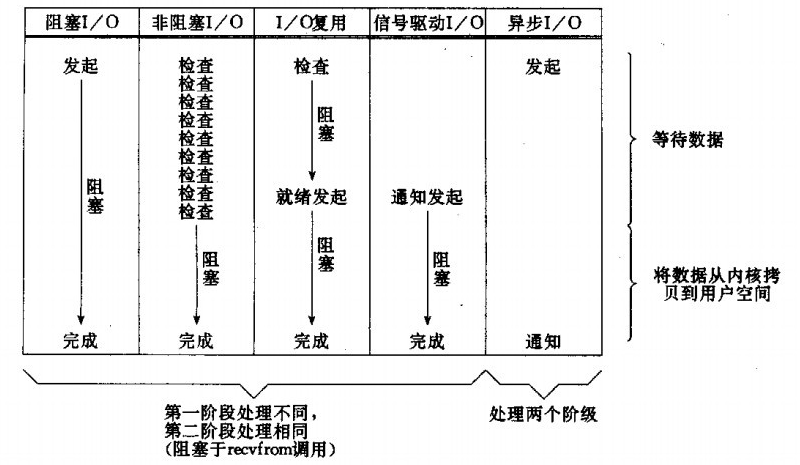 阻塞I/O 非阻塞I/O I/O复用 信号驱动I/O 异步I/O
发起 检查 检查 发起
检查
检查
检查
检查
检查
检查
检查
检查
阻塞
阻塞
等待数据
就绪发起 通知发起
阻塞 阻塞 阻塞
将数据从内核拷
贝到用户空间
完成 完成 完成 完成 通知
第一阶段处理不同，
第二阶段处理相同
(阻塞于recvfrom调用)
处理两个阶级